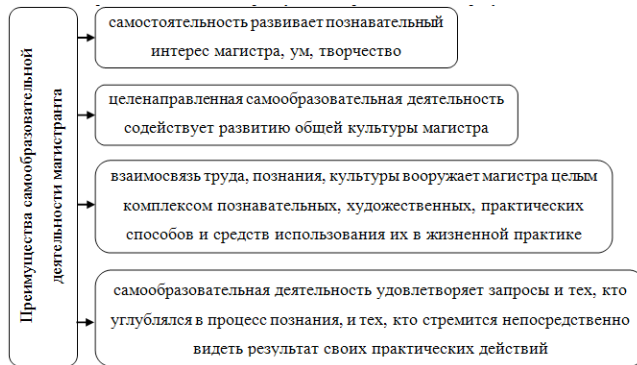 Преимущества самообразовательной
деятельности магистранта
самостоятельность развивает познавательный
интерес магистра, ум, творчество
целенаправленная самообразовательная деятельность
содействует развитию общей культуры магистра
взаимосвязь труда, познания, культуры вооружает магистра целым
комплексом познавательных, художественных, практических
способов и средств использования их в жизненной практике
самообразовательная деятельность удовлетворяет запросы и тех, кто
углублялся в процесс познания, и тех, кто стремится непосредственно
видеть результат своих практических действий